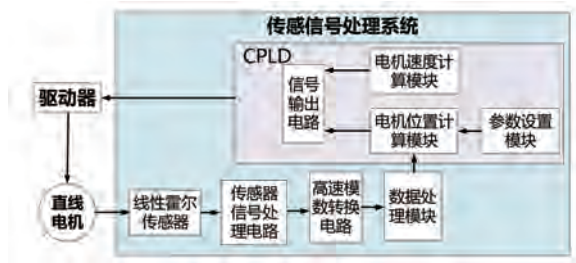 传感信号处理系统
CPLD
信号
输出
电路
电机速度计
算模块
驱动器
电机位置计
算模块
参数设置
模块
直线
电机
线性霍尔
传感器
传感器
信号处
理电路
高速模
数转换
电路
数据处
理模块